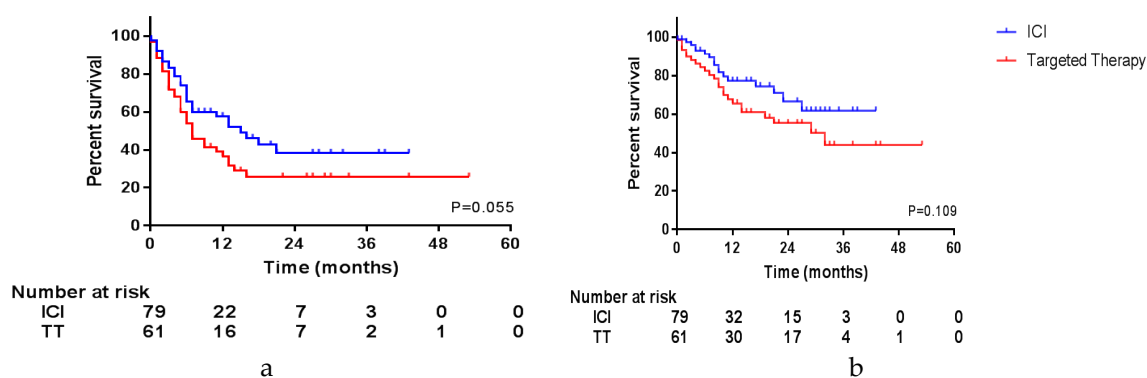 100
80
60
40
20
0
Percent survival
P=0.055
0 12 24 36 48 60
Time (months)
Number at risk
ICI 79 22 7 3 0 0
TT 61 16 7 2 1 0
a
100
80
60
40
20
0
Percent survival
P=0.109
0 12 24 36 48 60
Time (months)
Number at risk
ICI 79 32 15 3 0 0
TT 61 30 17 4 1 0
b
ICI
Targeted Therapy